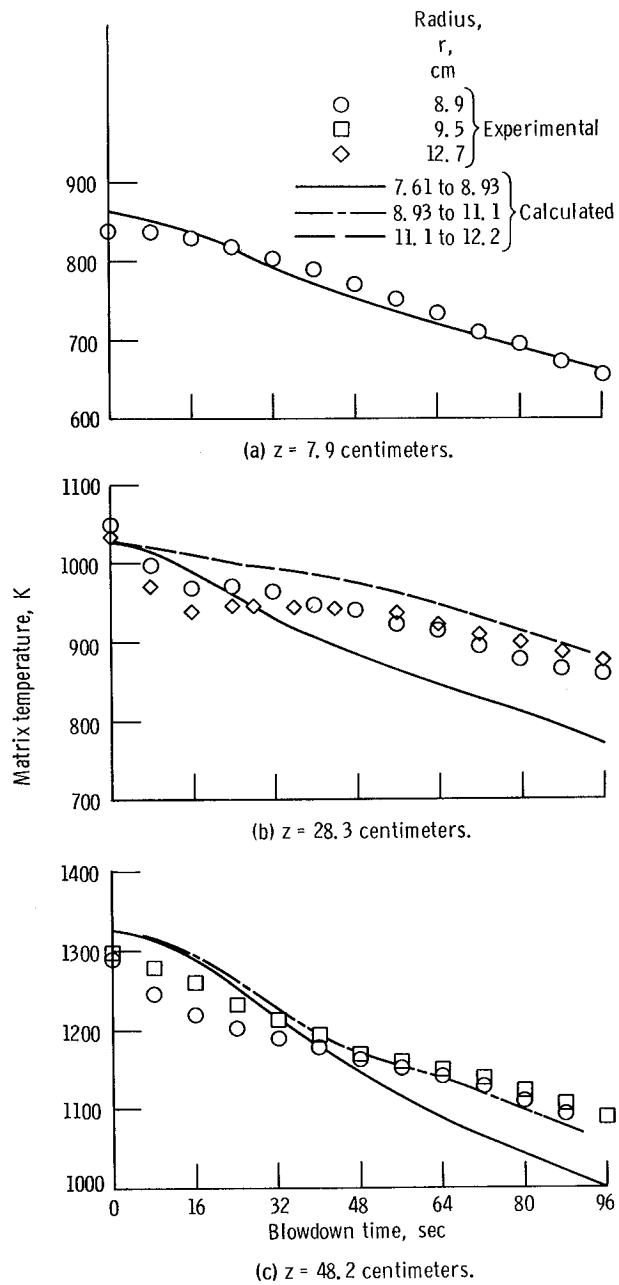 Radius,
r,
cm
8.9
9.5 Experimental
12.7
7.61 to 8.93
8.93 to 11.1 Calculated
11.1 to 12.2
900
800
700
600
(a) z = 7.9 centimeters.
1100
1000
900
800
700
(b) z = 28.3 centimeters.
Matrix temperature, K
1400
1300
1200
1100
1000
0 16 32 48 64 80 96
Blowdown time, sec
(c) z = 48.2 centimeters.